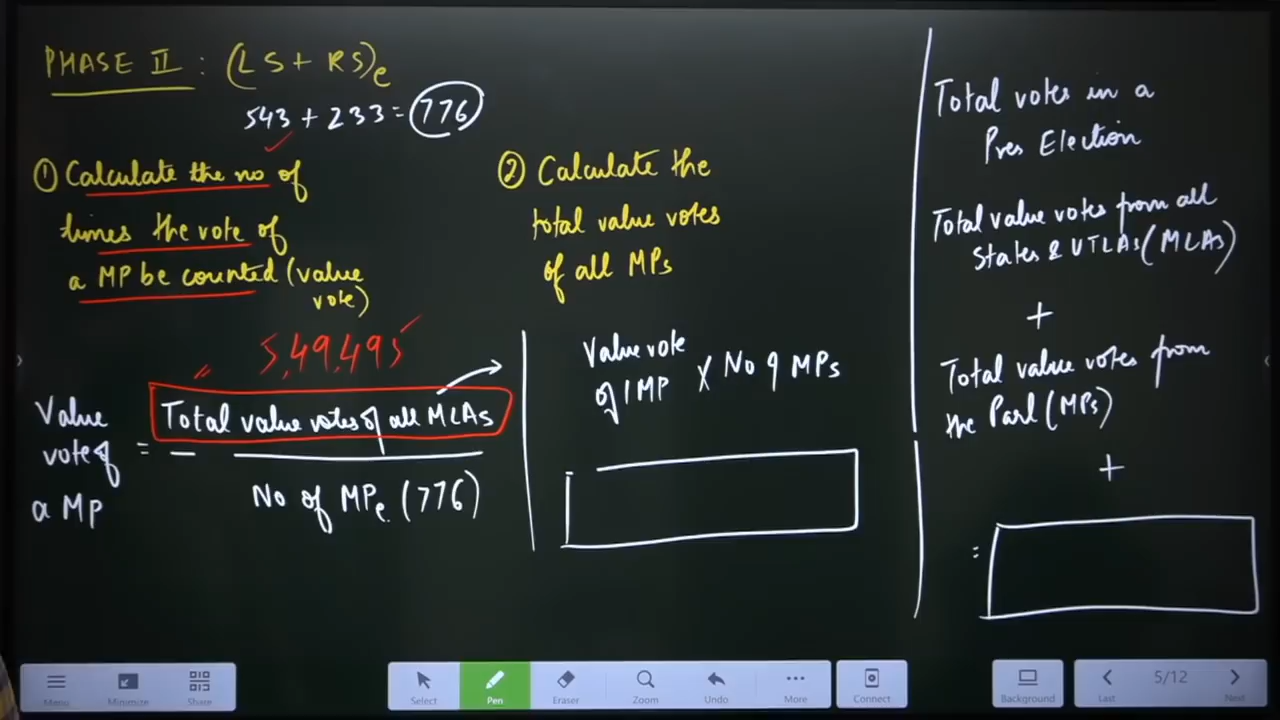 PHASE II : (LS + RS)e
543 + 233 = 776
① Calculate the no of
times the vote of
a MP be counted (value
vote)
5,49,495
Value
vote of
a MP
=
Total value votes of all MLAs
No of MPe (776)
② Calculate the
total value votes
of all MPs
Value vote
of 1 MP
X No of MPs
Total votes in a
Pres Election
Total value votes from all
States & UTLAs (MLAs)
+
Total value votes from
the Parl (MPs)
+
=
Menu
Minimize
Share
Select
Pen
Eraser
Zoom
Undo
More
Connect
Background
Last
5/12
Next